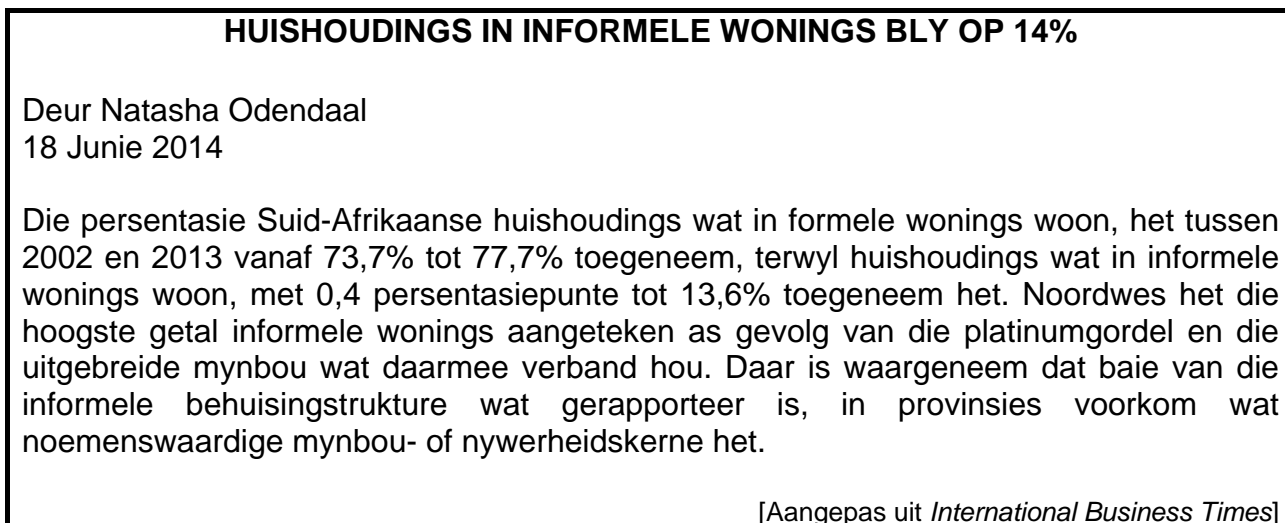 HUISHOUDINGS IN INFORMELE WONINGS BLY OP 14%
Deur Natasha Odendaal
18 Junie 2014
Die persentasie Suid-Afrikaanse huishoudings wat in formele wonings woon, het tussen
2002 en 2013 vanaf 73,7% tot 77,7% toegeneem, terwyl huishoudings wat in informele
wonings woon, met 0,4 persentasiepunte tot 13,6% toegeneem het. Noordwes het die
hoogste getal informele wonings aangeteken as gevolg van die platinumgordel en die
uitgebreide mynbou wat daarmee verband hou. Daar is waargeneem dat baie van die
informele behuisingstrukture wat gerapporteer is, in provinsies voorkom wat
noemenswaardige mynbou- of nywerheidskerne het.
[Aangepas uit International Business Times]